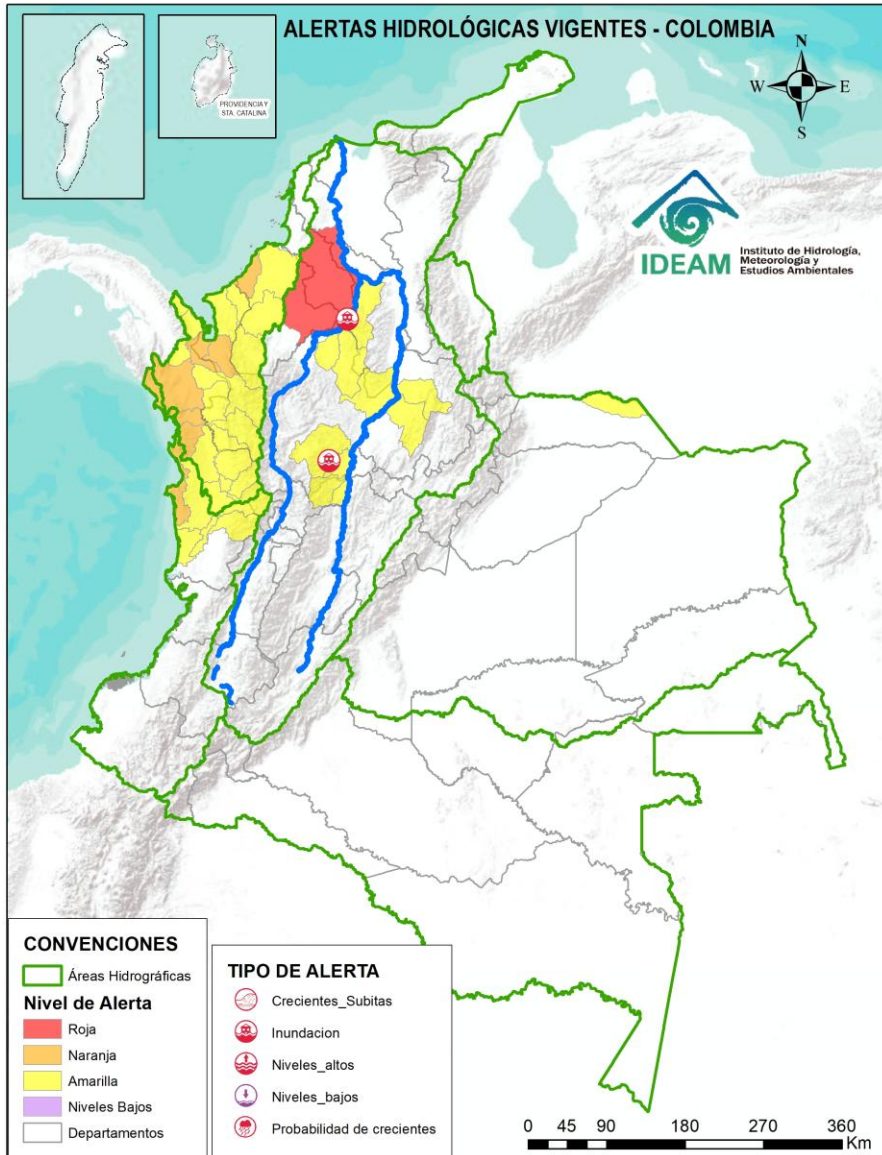 ALERTAS HIDROLÓGICAS VIGENTES - COLOMBIA
PROVIDENCIA Y
STA. CATALINA
N
W
E
S
IDEAM
Instituto de Hidrología,
Meteorología y
Estudios Ambientales
CONVENCIONES
Áreas Hidrográficas
Nivel de Alerta
Roja
Naranja
Amarilla
Niveles Bajos
Departamentos
TIPO DE ALERTA
Crecientes_Subitas
Inundacion
Niveles_altos
Niveles_bajos
Probabilidad de crecientes
0 45 90 180 270 360
Km